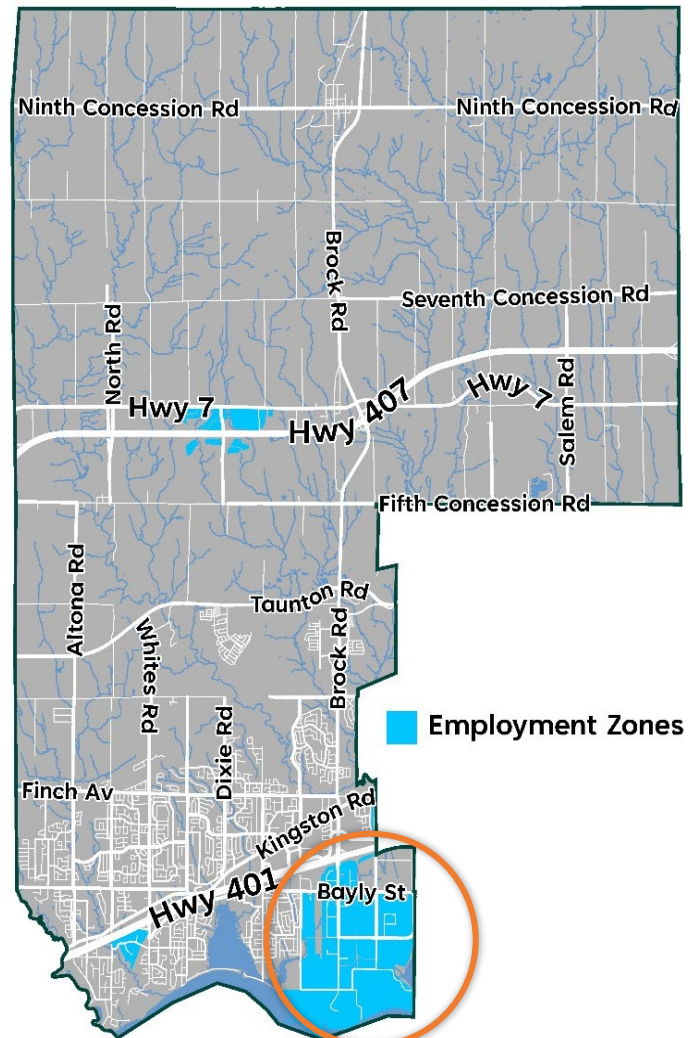 Ninth Concession Rd
Ninth Concession Rd
Brock Rd
Seventh Concession Rd
North Rd
Hwy 7
Hwy 407
Hwy 7
Salem Rd
Fifth Concession Rd
Altona Rd
Taunton Rd
Whites Rd
Brock Rd
Dixie Rd
Employment Zones
Finch Av
Kingston Rd
Hwy 401
Bayly St